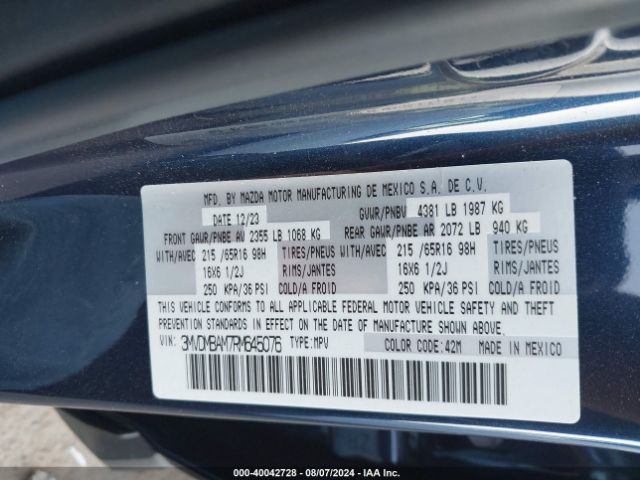 MFD. BY MAZDA MOTOR MANUFACTURING DE MEXICO S.A. DE C.V.
DATE 12/23 GVWR/PNBV 4381 LB 1987 KG
FRONT GAWR/PNBE AV 2355 LB 1068 KG REAR GAWR/PNBE AR 2072 LB 940 KG
WITH/AVEC 215 /65R16 98H TIRES/PNEUS WITH/AVEC 215 /65R16 98H TIRES/PNEUS
16X6 1/2J RIMS/JANTES 16X6 1/2J RIMS/JANTES
250 KPA/36 PSI COLD/A FROID 250 KPA/36 PSI COLD/A FROID
THIS VEHICLE CONFORMS TO ALL APPLICABLE FEDERAL MOTOR VEHICLE SAFETY AND THEFT
PREVENTION STANDARDS IN EFFECT ON THE DATE OF MANUFACTURE SHOWN ABOVE.
VIN: 3MVDMBAM7RM645076 TYPE:MPV COLOR CODE:42M MADE IN MEXICO
000-40042728 - 08/07/2024 - IAA Inc.